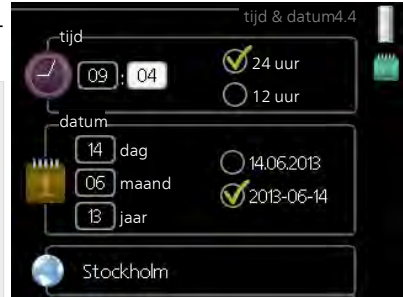 tijd & datum4.4
tijd
09 : 04
24 uur
12 uur
datum
14 dag
06 maand
13 jaar
14.06.2013
2013-06-14
Stockholm